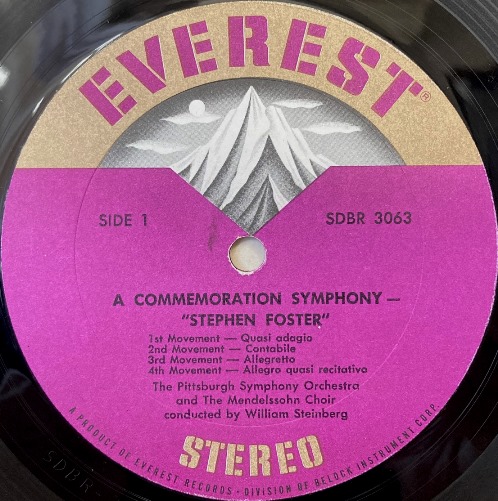 EVEREST®
SIDE 1
SDBR 3063
A COMMEMORATION SYMPHONY —
"STEPHEN FOSTER"
1st Movement — Quasi adagio
2nd Movement — Contabile
3rd Movement — Allegretto
4th Movement — Allegro quasi recitativo
The Pittsburgh Symphony Orchestra
and The Mendelssohn Choir
conducted by William Steinberg
STEREO
A PRODUCT OF EVEREST RECORDS • DIVISION OF BELOCK INSTRUMENT CORP.
SDBR